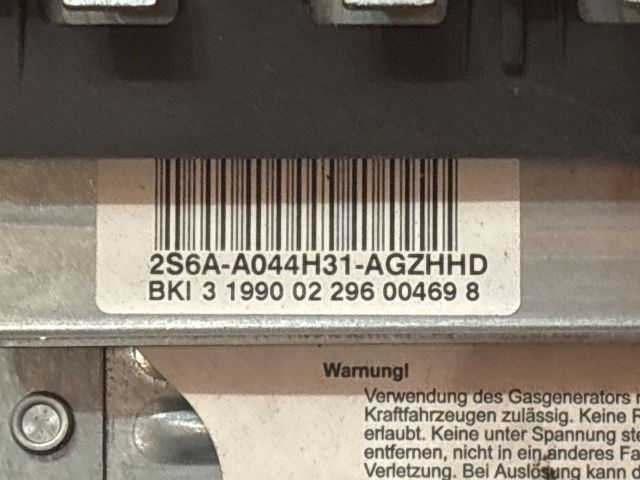 2S6A-A044H31-AGZHHD
BKI 3 1990 02 296 00469 8
Warnung!
Verwendung des Gasgenerators
Kraftfahrzeugen zulässig. Keine
erlaubt. Keine unter Spannung
entfernen, nicht in ein anderes
Verletzung. Bei Auslösung kann